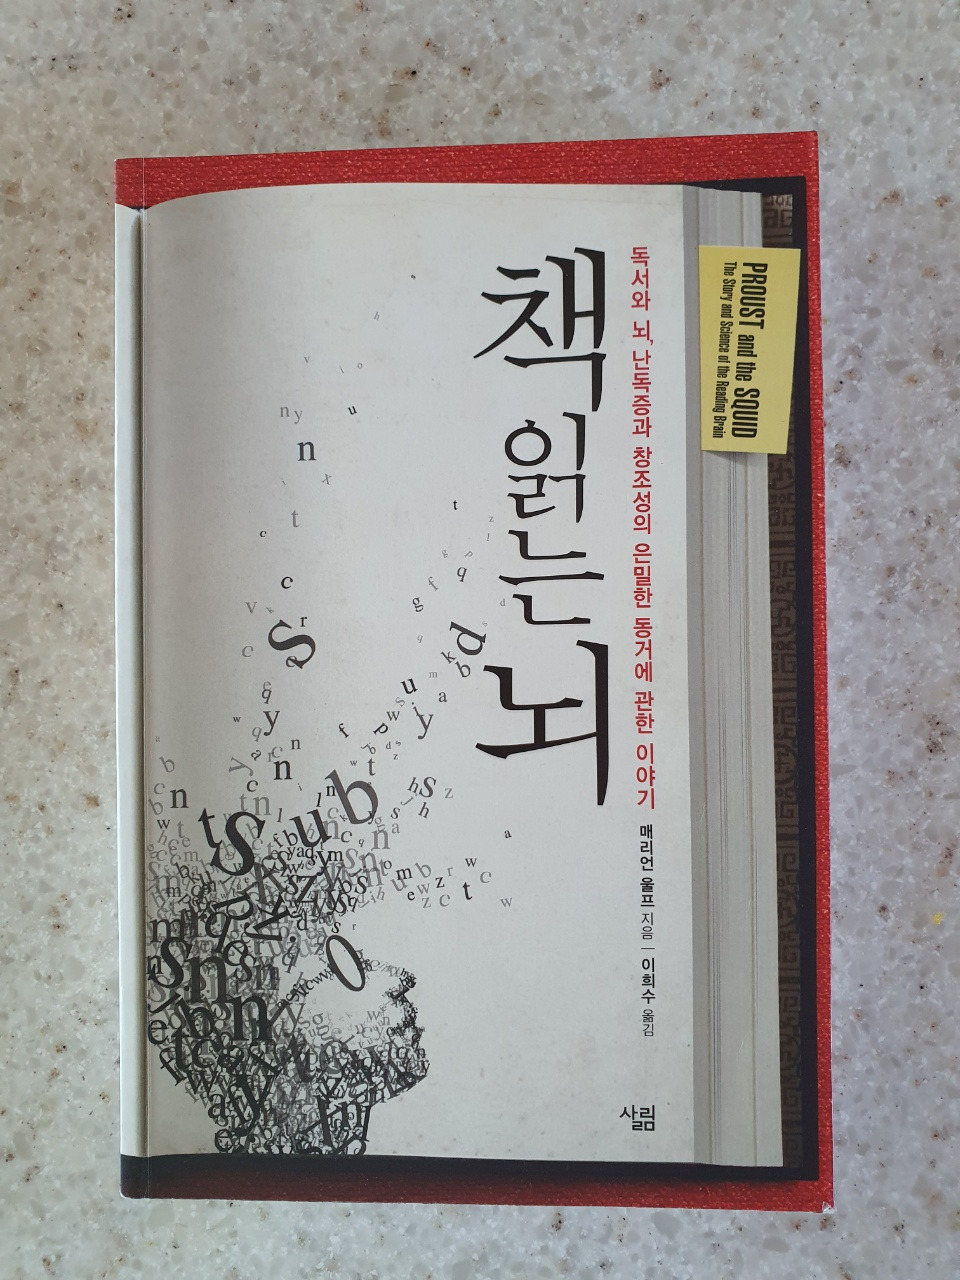 책 읽는 뇌
독서와 뇌, 난독증과 창조성의 은밀한 동거에 관한 이야기
매리언 울프 지음 | 이희수 옮김
PROUST and the SQUID
The Story and Science of the Reading Brain
살림